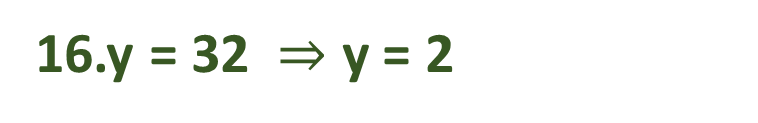 16.y = 32 ⇒ y = 2